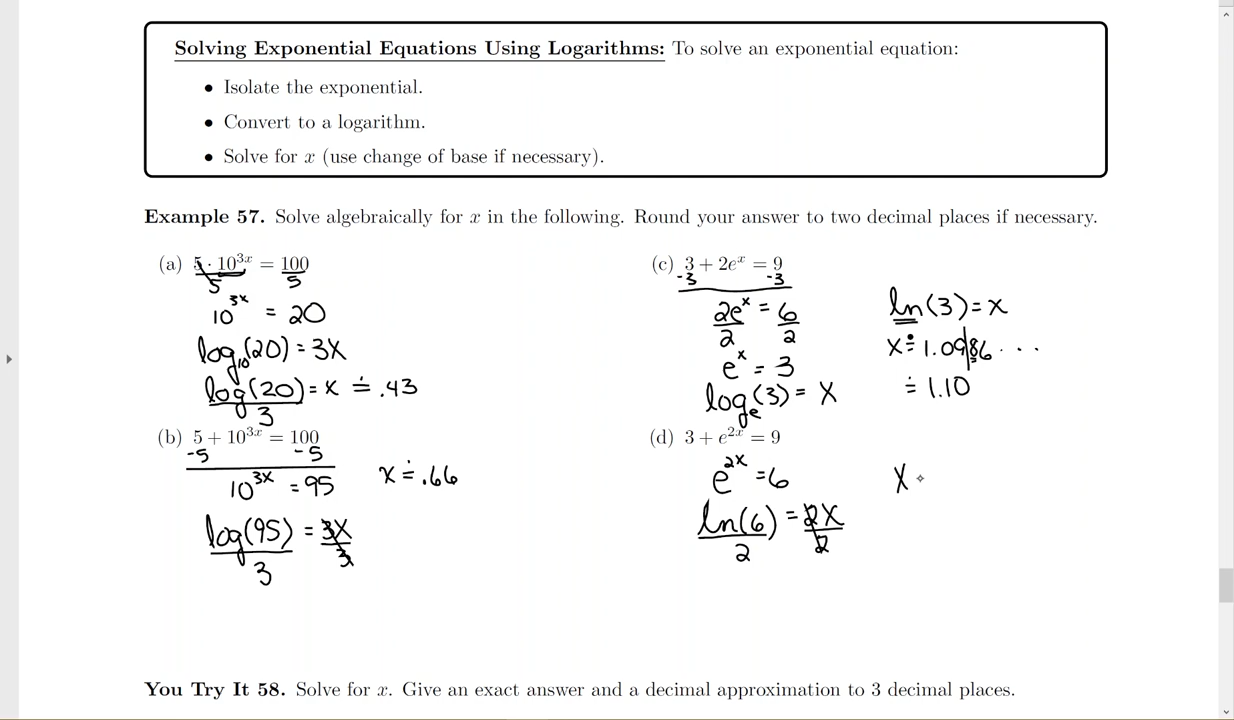 Solving Exponential Equations Using Logarithms: To solve an exponential equation:
• Isolate the exponential.
• Convert to a logarithm.
• Solve for x (use change of base if necessary).
Example 57. Solve algebraically for x in the following. Round your answer to two decimal places if necessary.
(a) 5 · 10^{3x} = 100
5 5
10^{3x} = 20
log_{10}(20) = 3x
log(20) = x ≐ .43
3
(b) 5 + 10^{3x} = 100
-5 -5
10^{3x} = 95
x ≐ .66
log(95) = 3x
3 3
(c) 3 + 2e^x = 9
-3 -3
2e^x = 6
2 2
e^x = 3
log_e(3) = x
ln(3) = x
x ≐ 1.0986...
≐ 1.10
(d) 3 + e^{2x} = 9
e^{2x} = 6
ln(6) = 2x
2 2
x
You Try It 58. Solve for x. Give an exact answer and a decimal approximation to 3 decimal places.